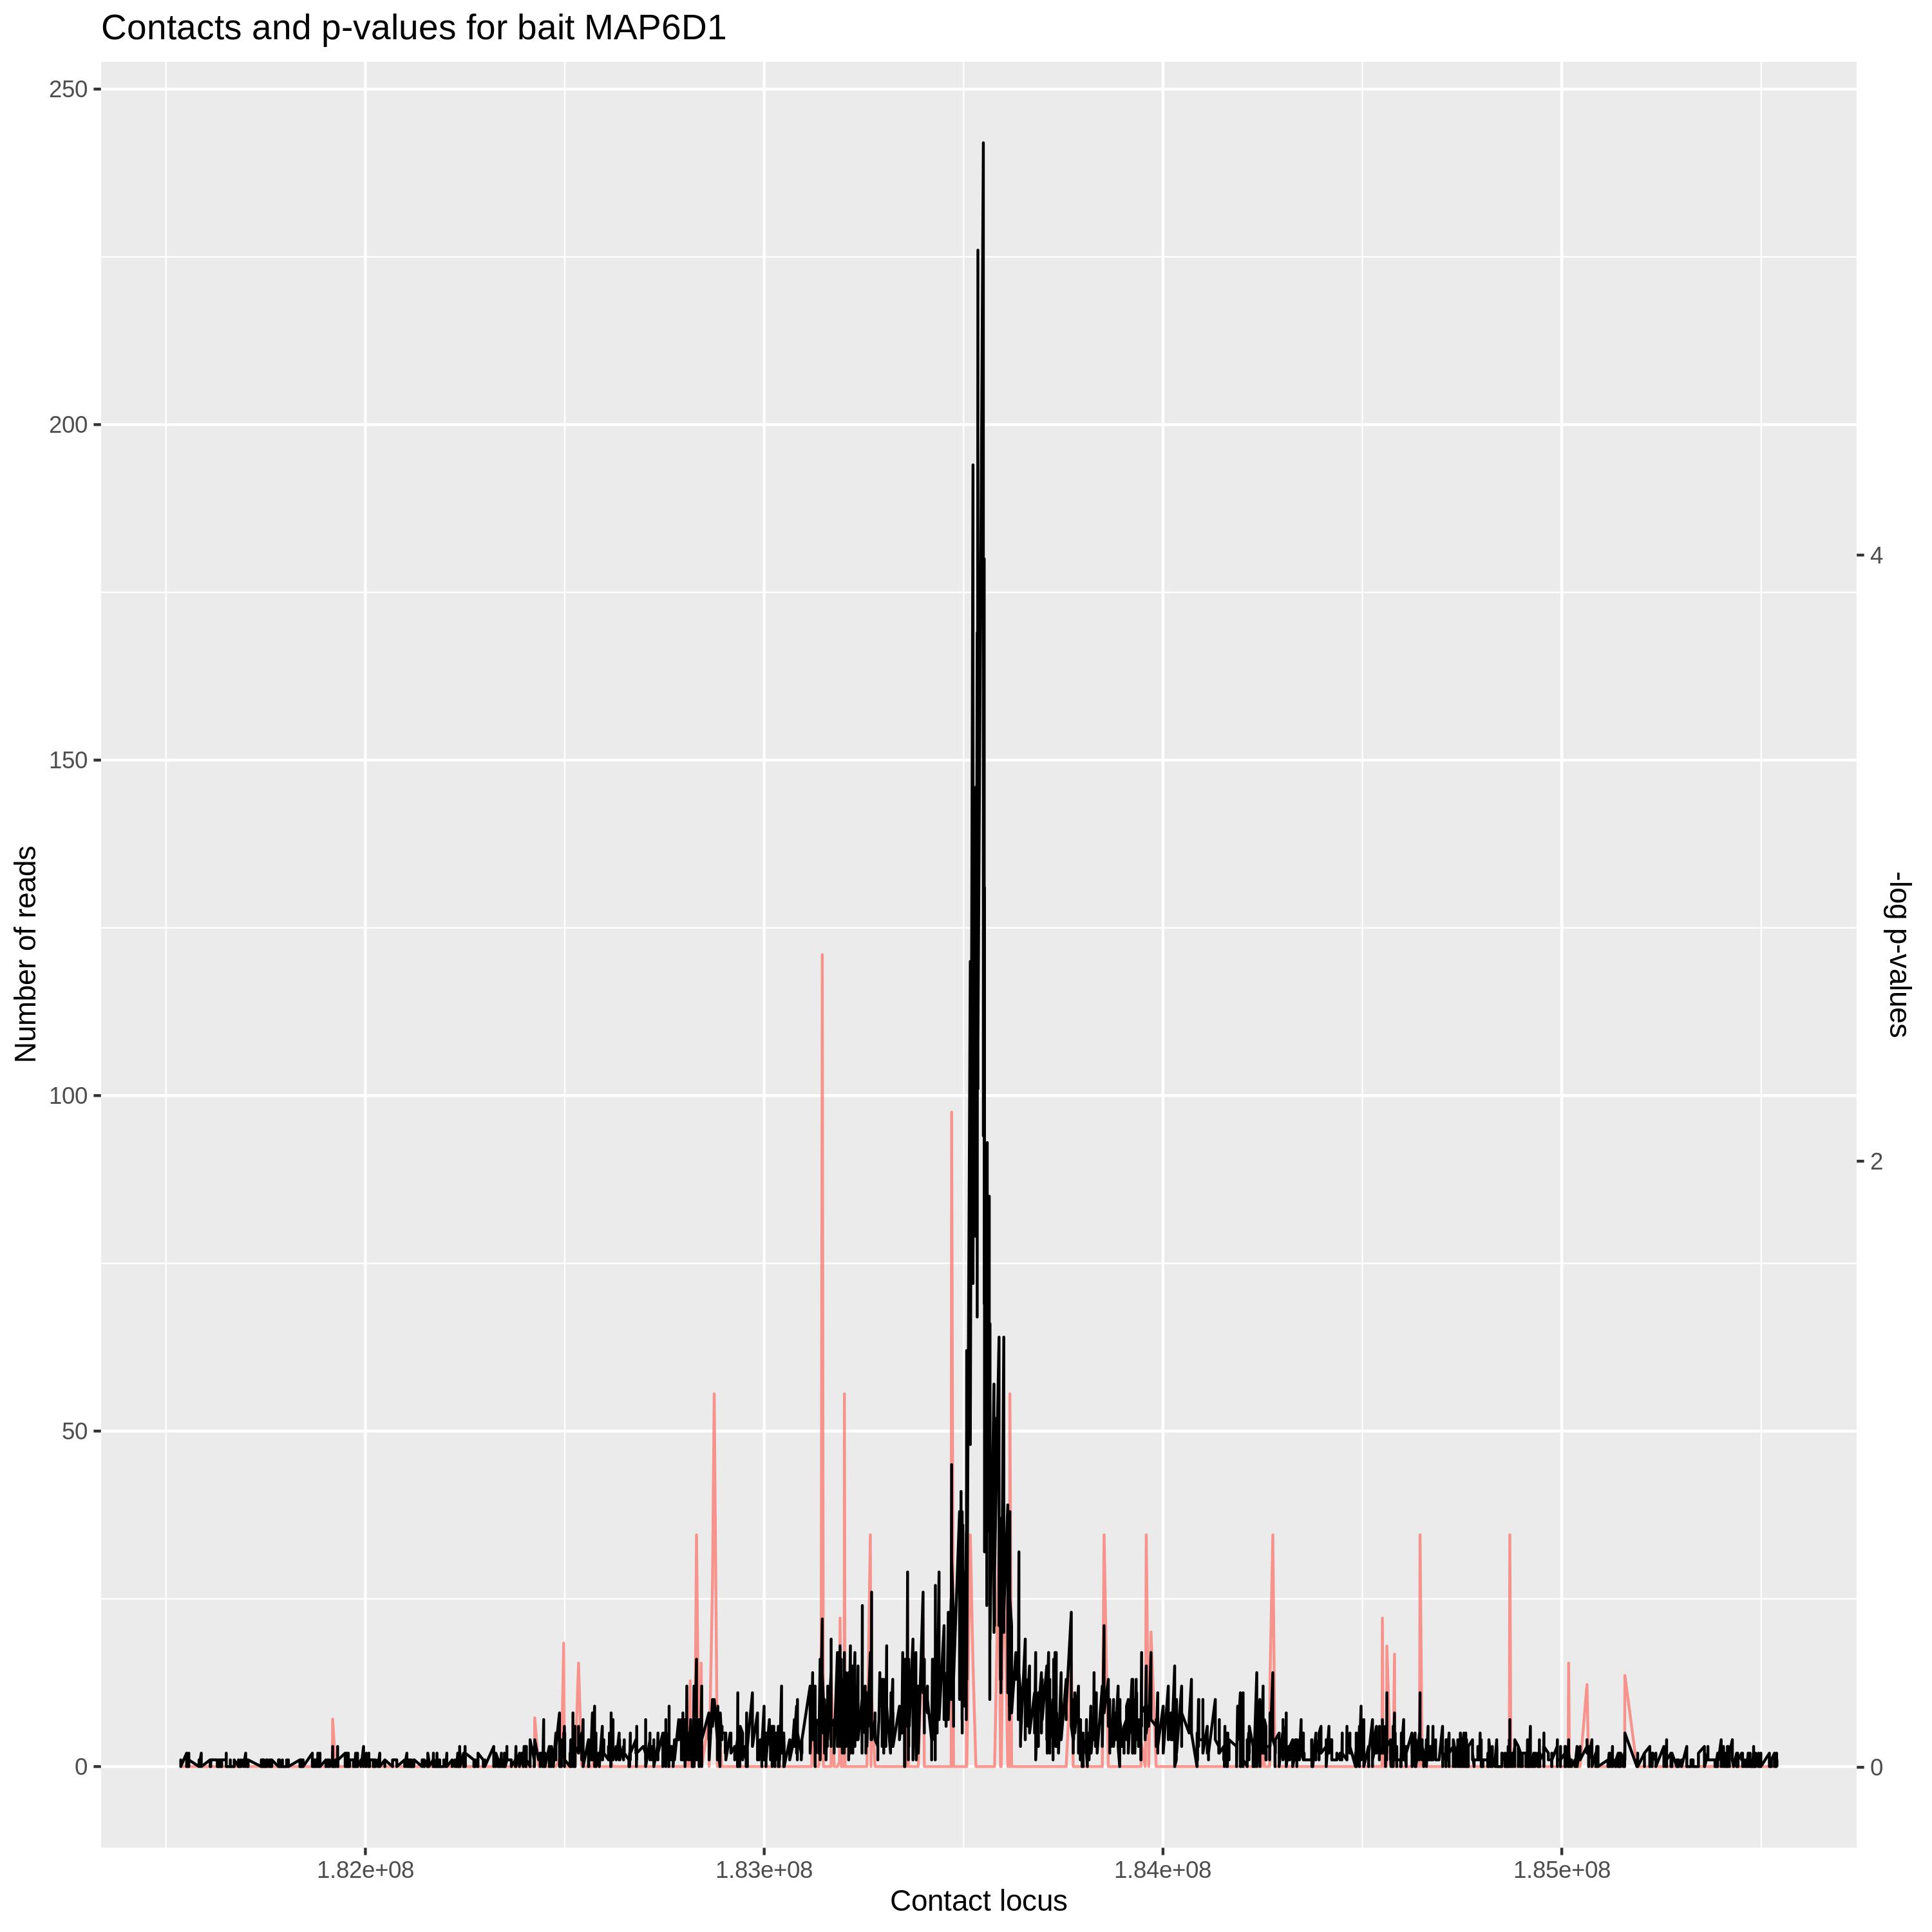 Contacts and p-values for bait MAP6D1
250
200
150
100
50
0
Number of reads
4
2
0
-log p-values
1.82e+08
1.83e+08
1.84e+08
1.85e+08
Contact locus